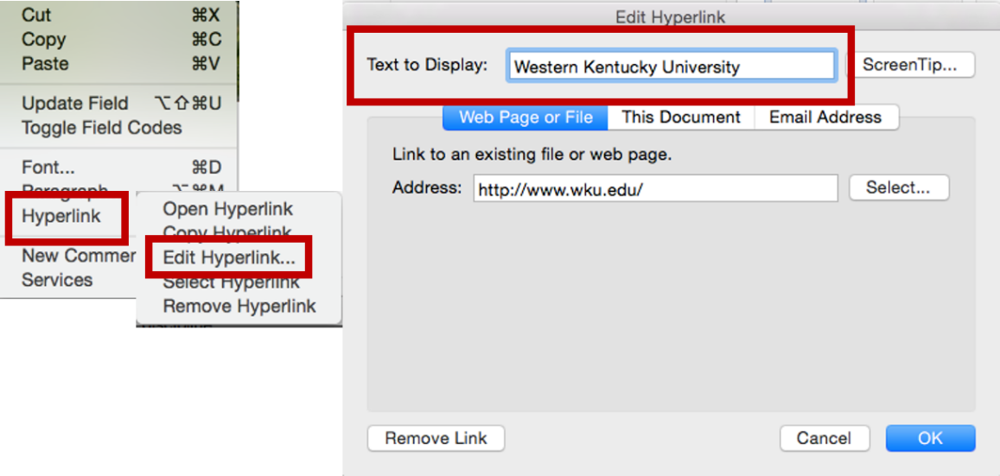 Cut ⌘X
Copy ⌘C
Paste ⌘V
Update Field ⌥⇧⌘U
Toggle Field Codes
Font... ⌘D
Paragraph... ⌥⌘M
Hyperlink
New Commen
Services
Open Hyperlink
Copy Hyperlink
Edit Hyperlink...
Select Hyperlink
Remove Hyperlink
Edit Hyperlink
Text to Display: Western Kentucky University ScreenTip...
Web Page or File This Document Email Address
Link to an existing file or web page.
Address: http://www.wku.edu/ Select...
Remove Link Cancel OK